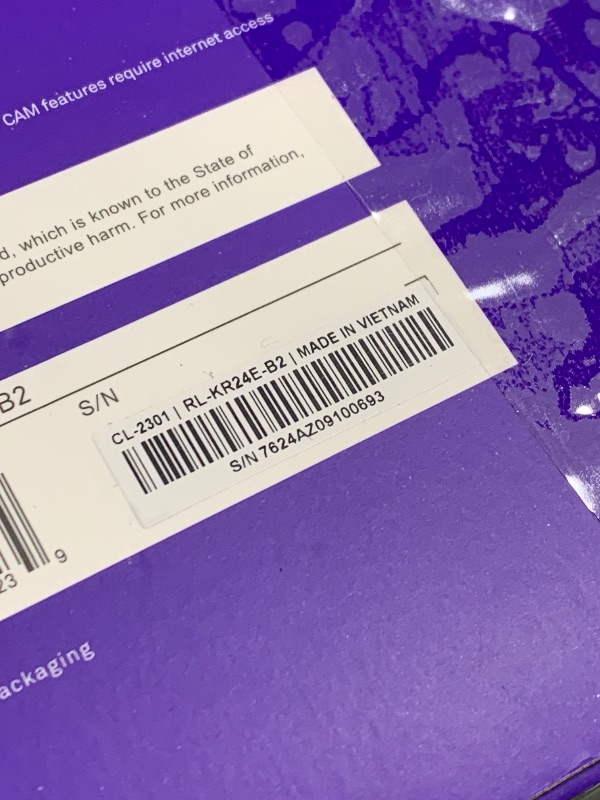 CAM features require internet access
d, which is known to the State of
productive harm. For more information,
B2
S/N
CL-2301 | RL-KR24E-B2 | MADE IN VIETNAM
S/N 7624AZ09100693
23 9
ackaging